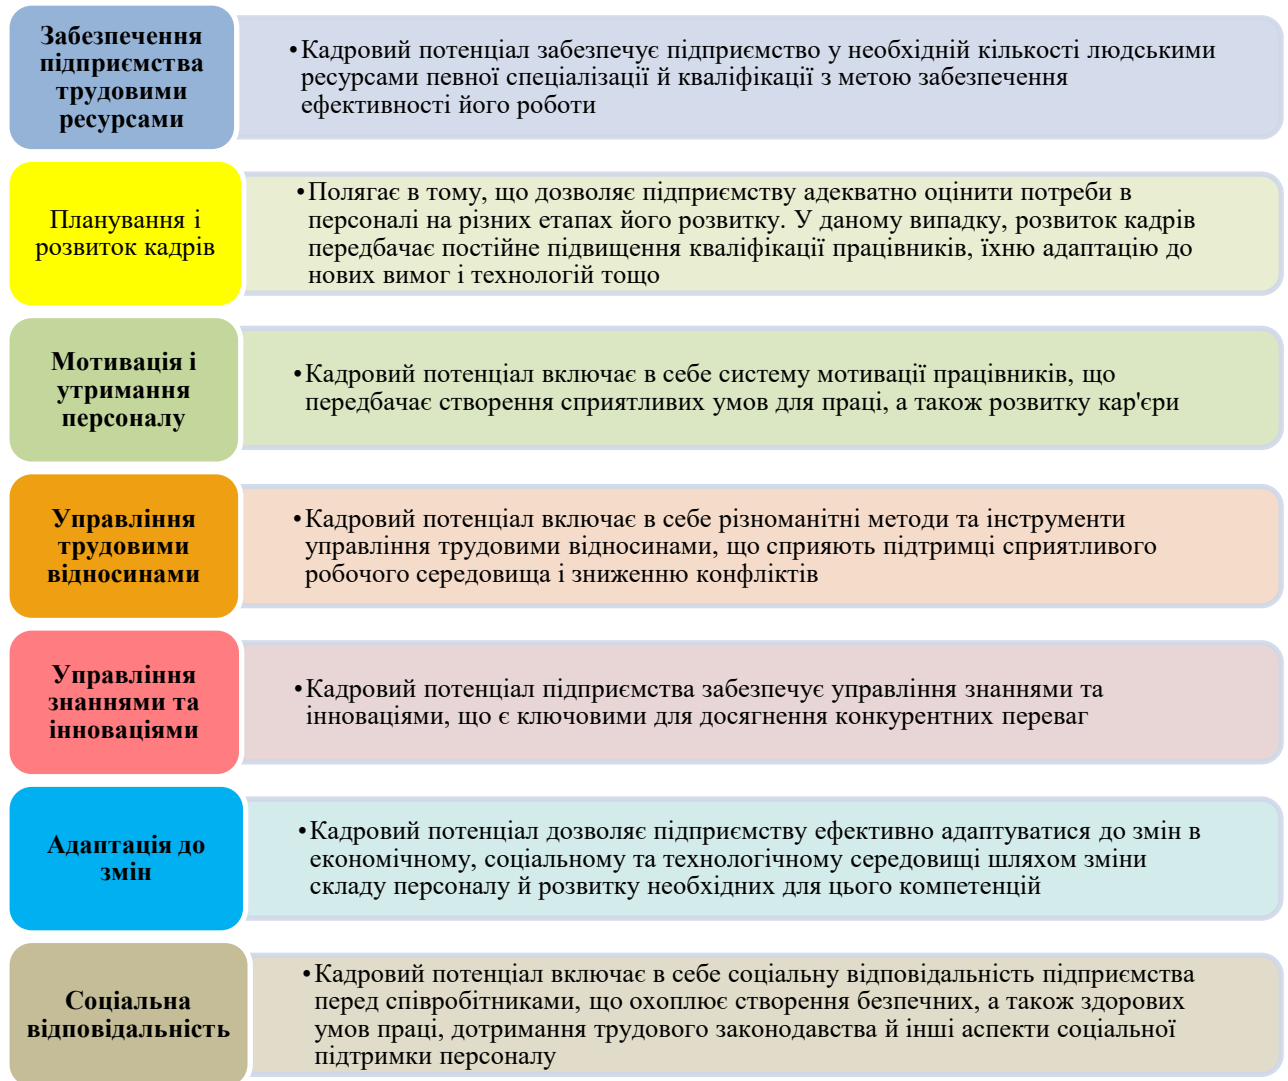 Забезпечення
підприємства
трудовими
ресурсами
•Кадровий потенціал забезпечує підприємство у необхідній кількості людськими
ресурсами певної спеціалізації й кваліфікації з метою забезпечення
ефективності його роботи
Планування і
розвиток кадрів
•Полягає в тому, що дозволяє підприємству адекватно оцінити потреби в
персоналі на різних етапах його розвитку. У даному випадку, розвиток кадрів
передбачає постійне підвищення кваліфікації працівників, їхню адаптацію до
нових вимог і технологій тощо
Мотивація і
утримання
персоналу
•Кадровий потенціал включає в себе систему мотивації працівників, що
передбачає створення сприятливих умов для праці, а також розвитку кар'єри
Управління
трудовими
відносинами
•Кадровий потенціал включає в себе різноманітні методи та інструменти
управління трудовими відносинами, що сприяють підтримці сприятливого
робочого середовища і зниженню конфліктів
Управління
знаннями та
інноваціями
•Кадровий потенціал підприємства забезпечує управління знаннями та
інноваціями, що є ключовими для досягнення конкурентних переваг
Адаптація до
змін
•Кадровий потенціал дозволяє підприємству ефективно адаптуватися до змін в
економічному, соціальному та технологічному середовищі шляхом зміни
складу персоналу й розвитку необхідних для цього компетенцій
Соціальна
відповідальність
•Кадровий потенціал включає в себе соціальну відповідальність підприємства
перед співробітниками, що охоплює створення безпечних, а також здорових
умов праці, дотримання трудового законодавства й інші аспекти соціальної
підтримки персоналу